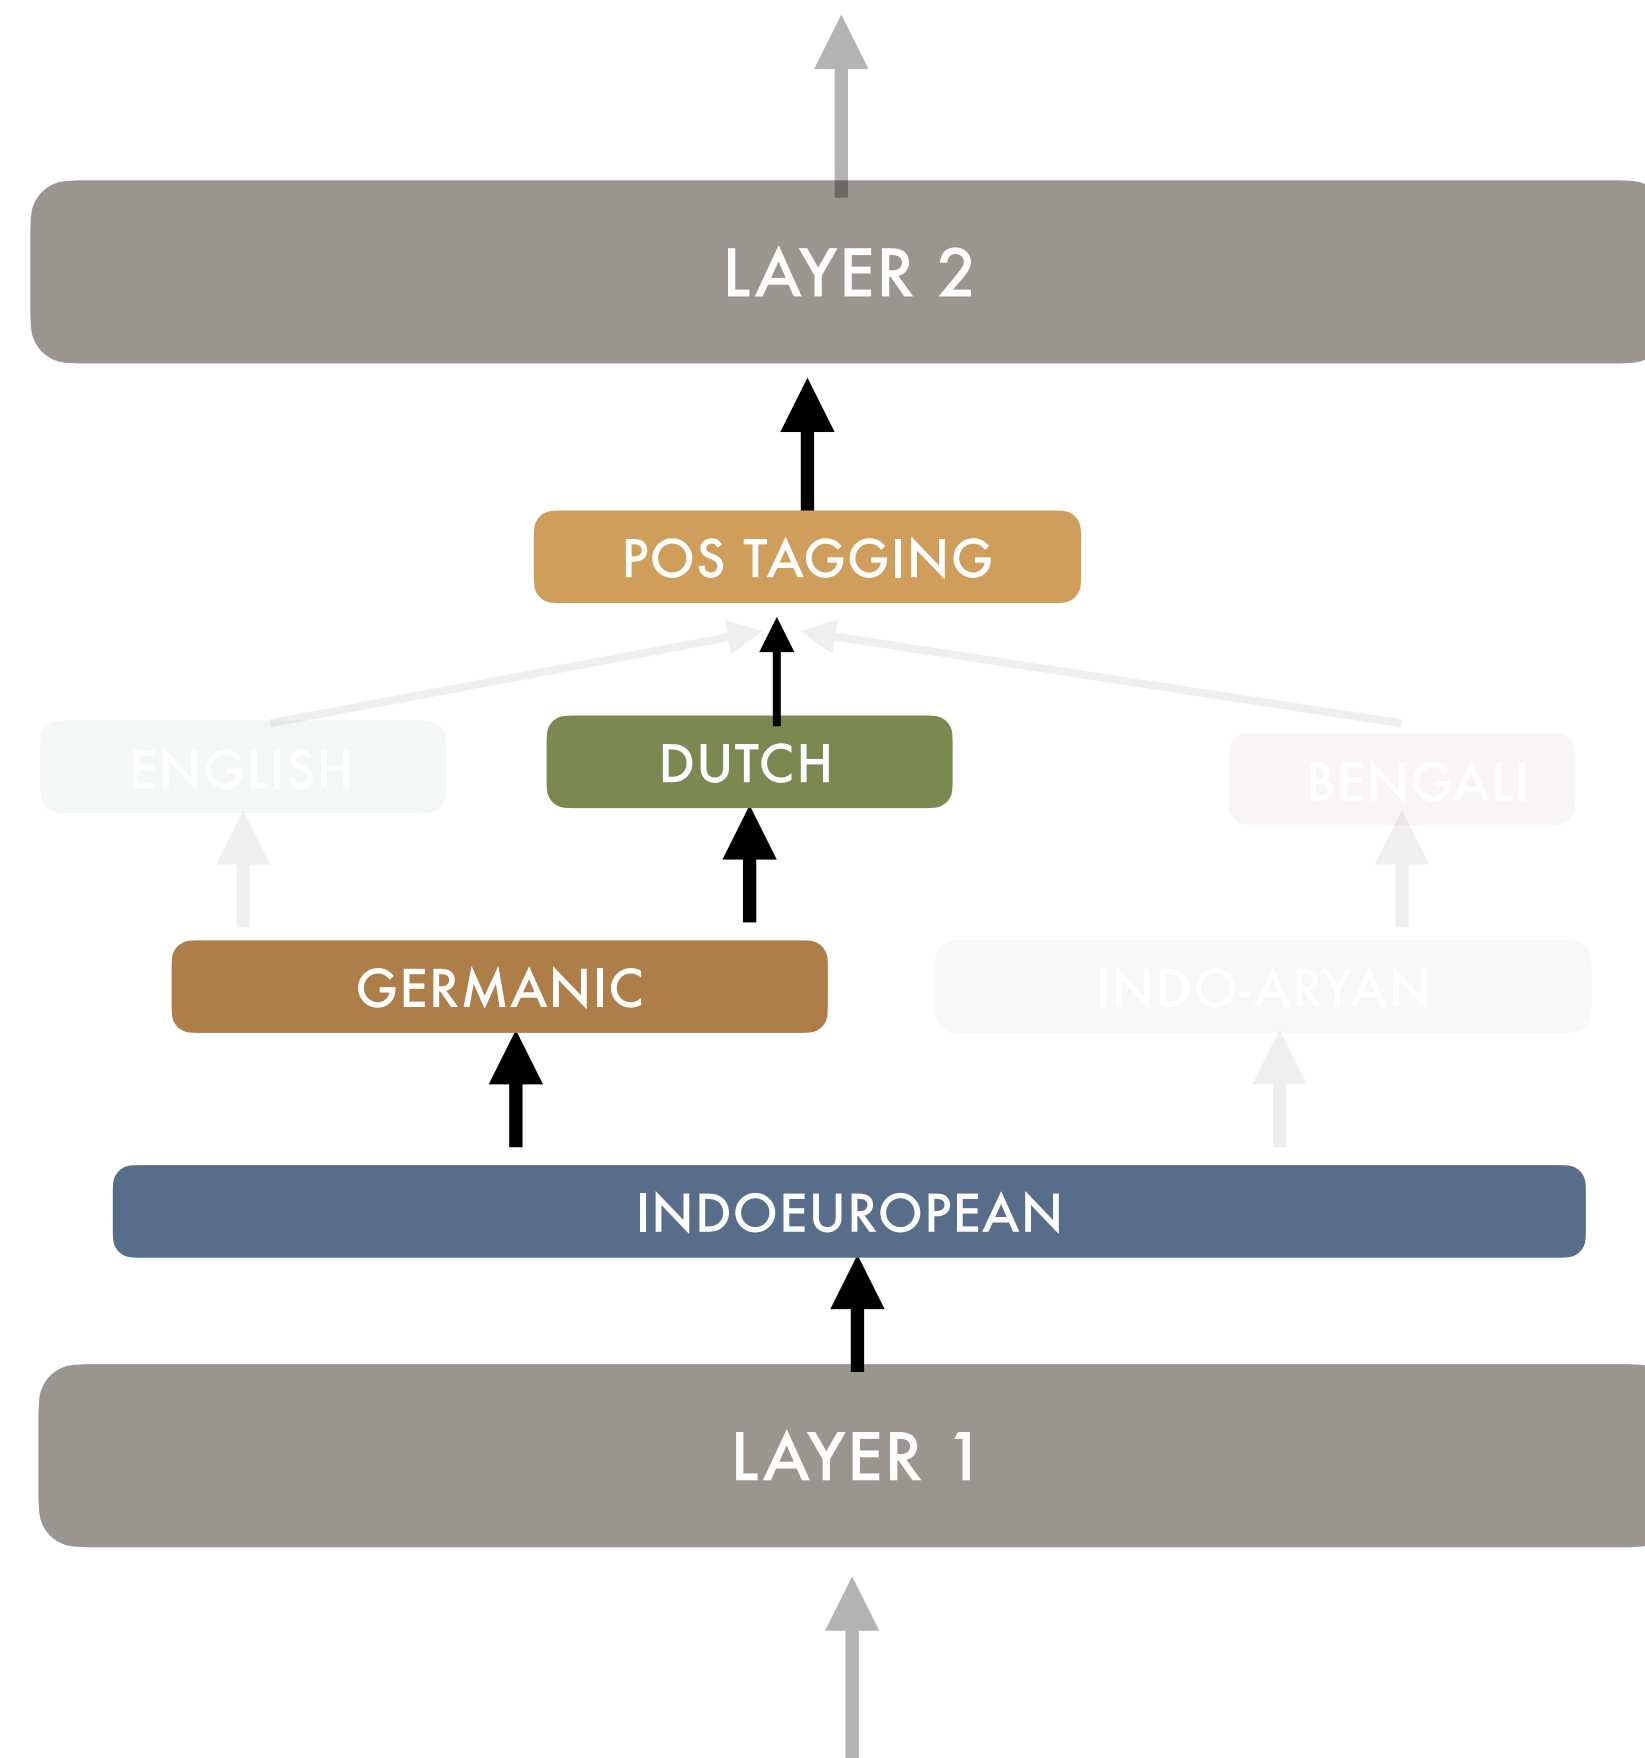 LAYER 2
POS TAGGING
ENGLISH
DUTCH
BENGALI
GERMANIC
INDO-ARYAN
INDOEUROPEAN
LAYER 1